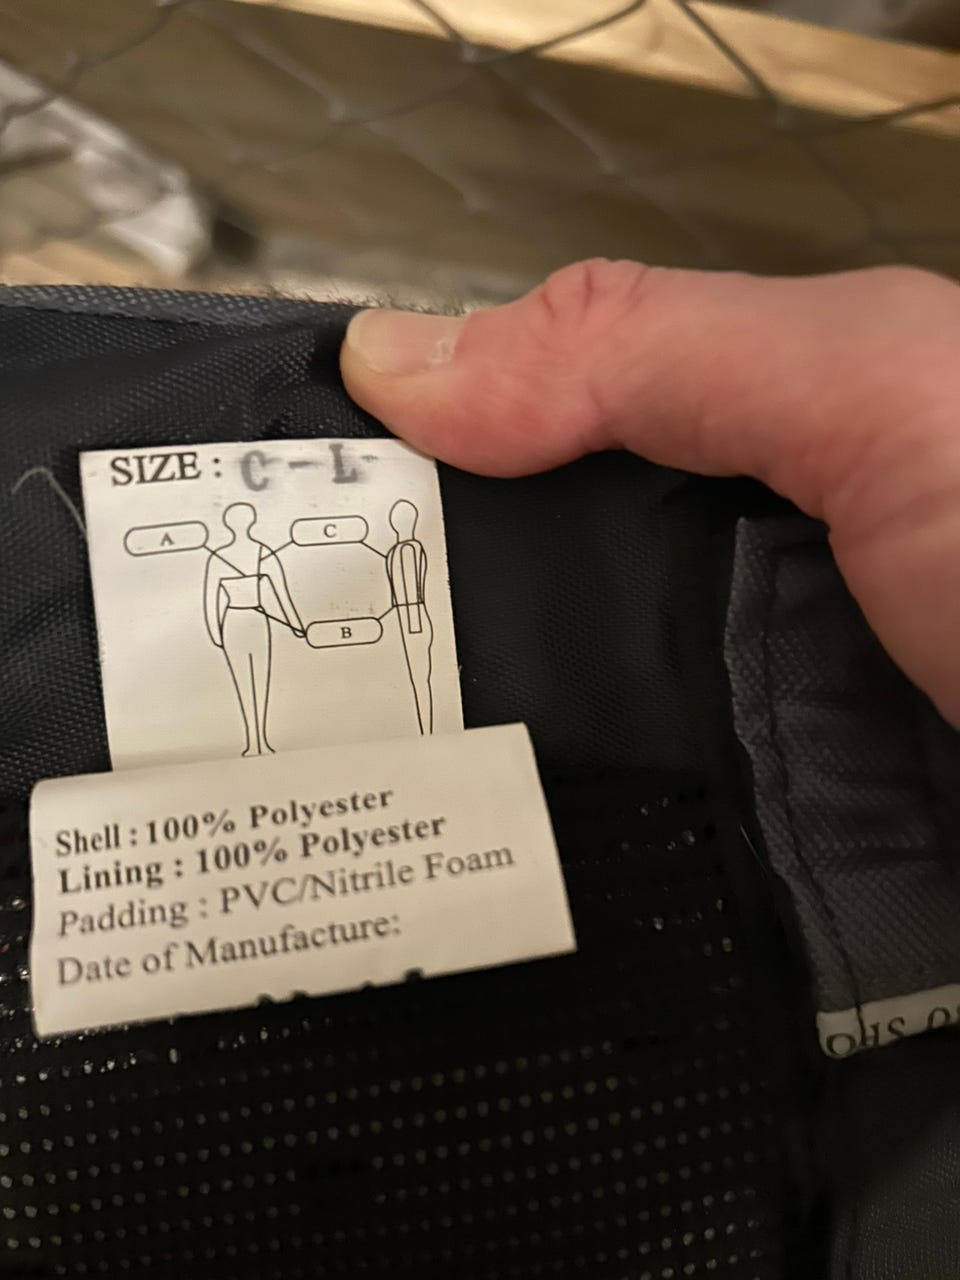 SIZE : C - L
A
C
B
Shell : 100% Polyester
Lining : 100% Polyester
Padding : PVC/Nitrile Foam
Date of Manufacture: